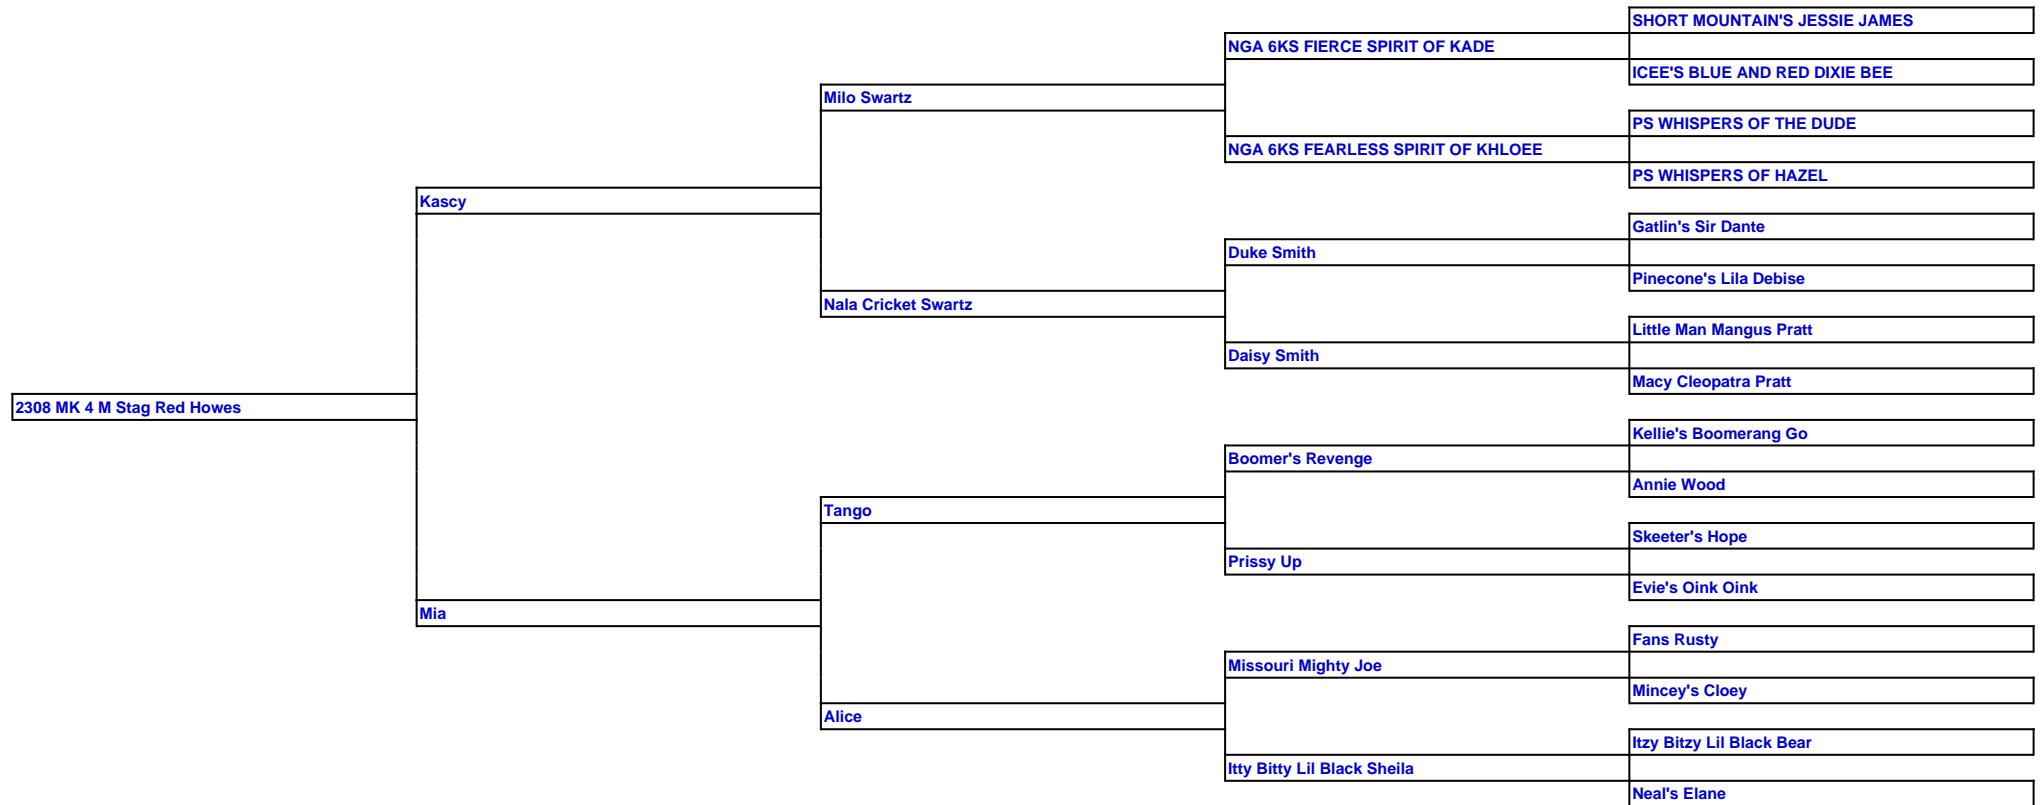 SHORT MOUNTAIN'S JESSIE JAMES
NGA 6KS FIERCE SPIRIT OF KADE
ICEE'S BLUE AND RED DIXIE BEE
Milo Swartz
PS WHISPERS OF THE DUDE
NGA 6KS FEARLESS SPIRIT OF KHLOEE
PS WHISPERS OF HAZEL
Kascy
Gatlin's Sir Dante
Duke Smith
Pinecone's Lila Debise
Nala Cricket Swartz
Little Man Mangus Pratt
Daisy Smith
Macy Cleopatra Pratt
2308 MK 4 M Stag Red Howes
Kellie's Boomerang Go
Boomer's Revenge
Annie Wood
Tango
Skeeter's Hope
Prissy Up
Evie's Oink Oink
Mia
Fans Rusty
Missouri Mighty Joe
Mincey's Cloey
Alice
Itzy Bitzy Lil Black Bear
Itty Bitty Lil Black Sheila
Neal's Elane